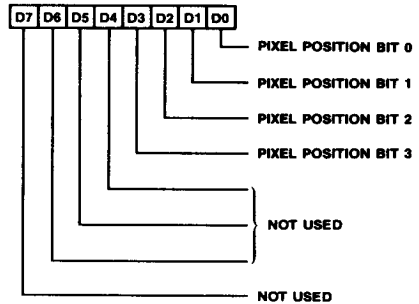 D7 D6 D5 D4 D3 D2 D1 D0
PIXEL POSITION BIT 0
PIXEL POSITION BIT 1
PIXEL POSITION BIT 2
PIXEL POSITION BIT 3
NOT USED
NOT USED